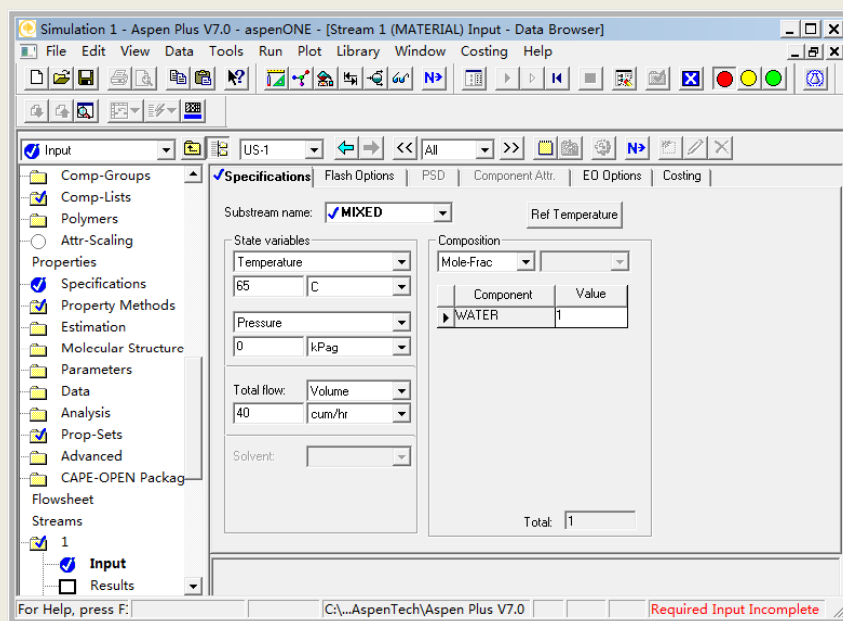 Simulation 1 - Aspen Plus V7.0 - aspenONE - [Stream 1 (MATERIAL) Input - Data Browser]
File Edit View Data Tools Run Plot Library Window Costing Help
N>
Input US-1 << All >> N>
Comp-Groups
Comp-Lists
Polymers
Attr-Scaling
Properties
Specifications
Property Methods
Estimation
Molecular Structure
Parameters
Data
Analysis
Prop-Sets
Advanced
CAPE-OPEN Packag
Flowsheet
Streams
1
Input
Results
Specifications Flash Options PSD Component Attr. EO Options Costing
Substream name: MIXED Ref Temperature
State variables
Temperature
65 C
Pressure
0 kPag
Total flow: Volume
40 cum/hr
Solvent:
Composition
Mole-Frac
Component Value
WATER 1
Total: 1
For Help, press F: C:\...AspenTech\Aspen Plus V7.0 Required Input Incomplete